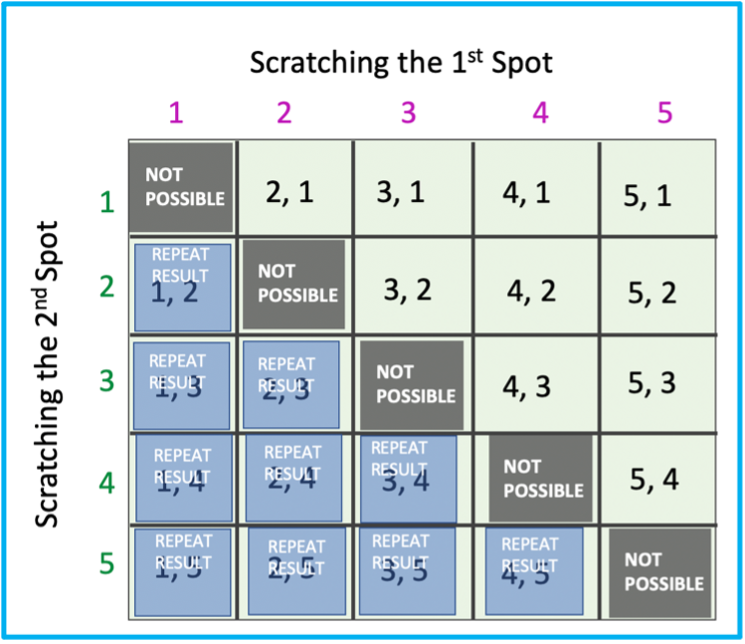 Scratching the 1st Spot
1 2 3 4 5
Scratching the 2nd Spot
1
NOT
POSSIBLE
2, 1
3, 1
4, 1
5, 1
2
REPEAT
RESULT
1, 2
NOT
POSSIBLE
3, 2
4, 2
5, 2
3
REPEAT
RESULT
1, 3
REPEAT
RESULT
2, 3
NOT
POSSIBLE
4, 3
5, 3
4
REPEAT
RESULT
1, 4
REPEAT
RESULT
2, 4
REPEAT
RESULT
3, 4
NOT
POSSIBLE
5, 4
5
REPEAT
RESULT
1, 5
REPEAT
RESULT
2, 5
REPEAT
RESULT
3, 5
REPEAT
RESULT
4, 5
NOT
POSSIBLE